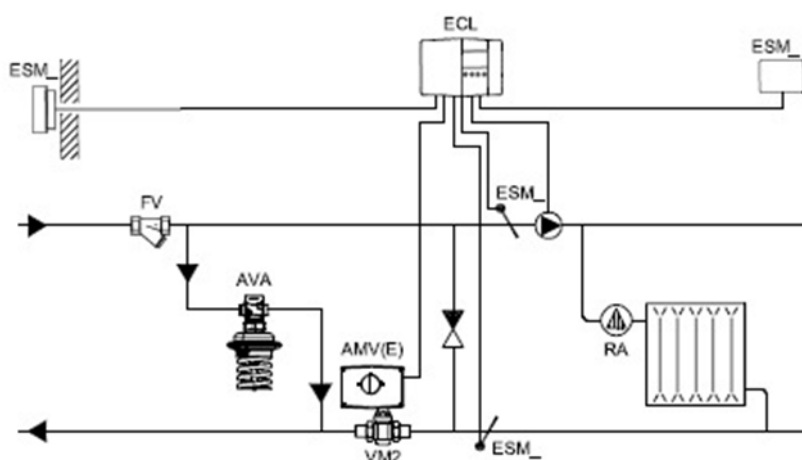 ECL
ESM_
ESM_
ESM_
FV
AVA
AMV(E)
RA
VM2
ESM_